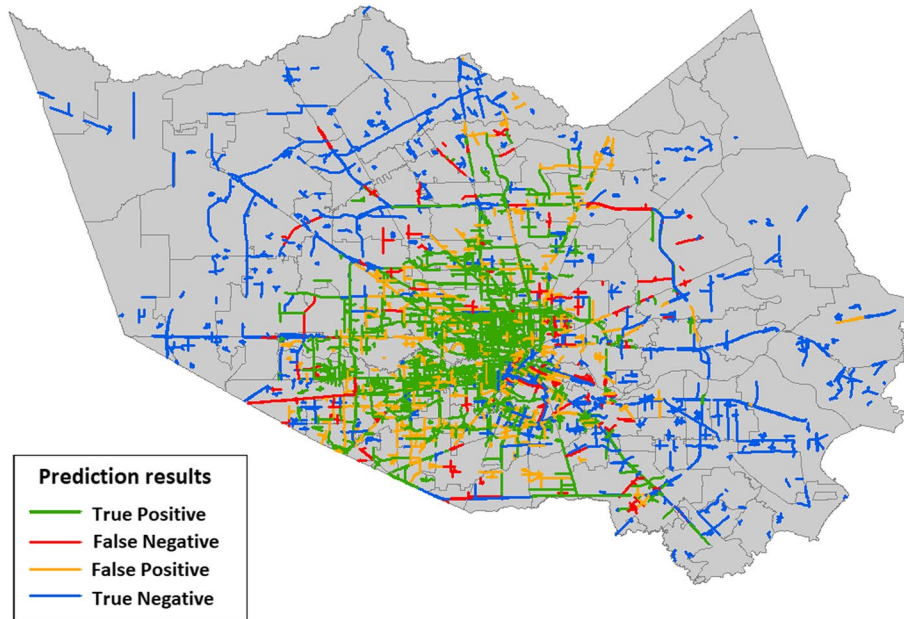 Prediction results
True Positive
False Negative
False Positive
True Negative